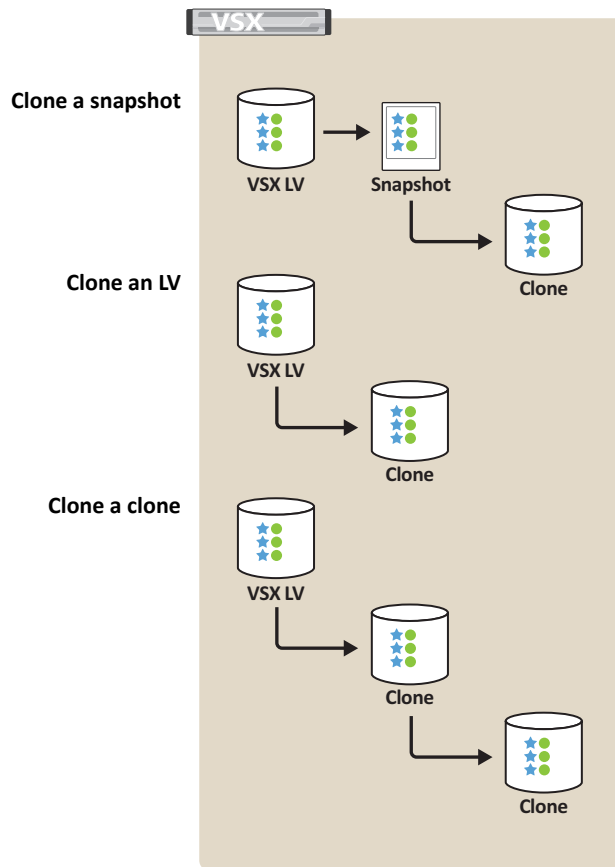 VSX
Clone a snapshot
VSX LV
Snapshot
Clone
Clone an LV
VSX LV
Clone
Clone a clone
VSX LV
Clone
Clone